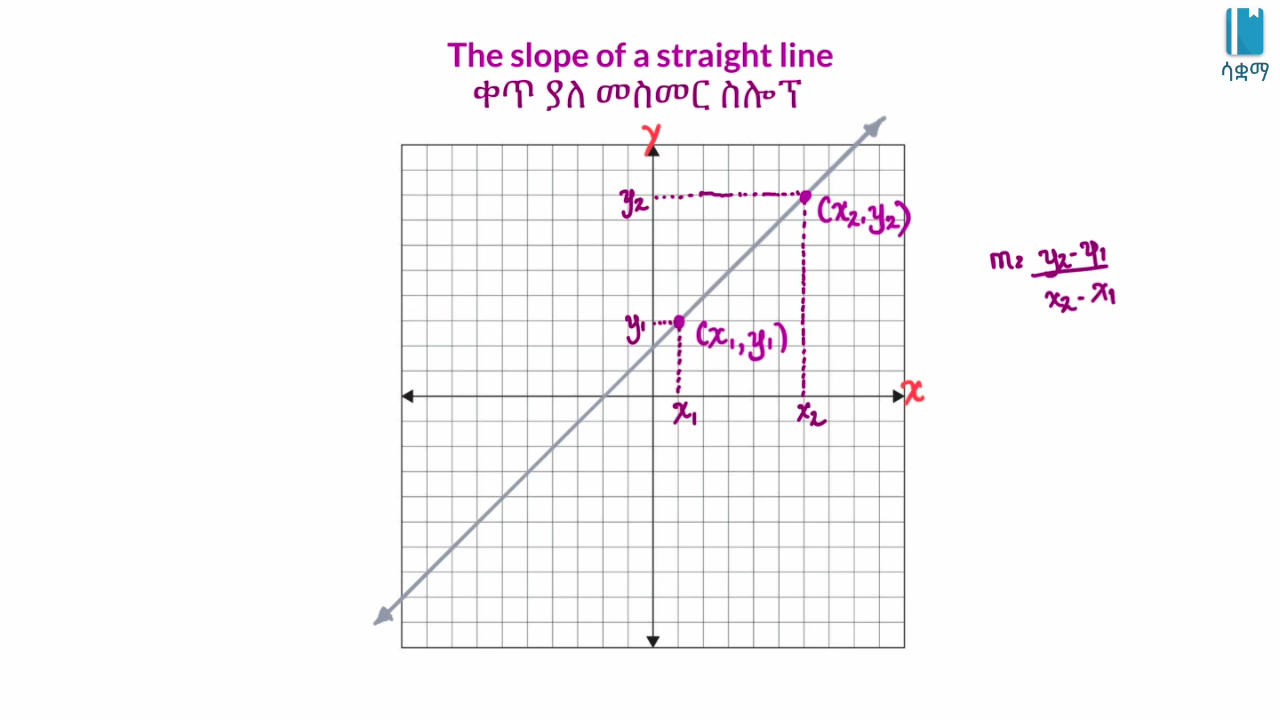 The slope of a straight line
ቀጥ ያለ መስመር ስሎፕ
ሳቋማ
y
y2
(x2, y2)
m = y2 - y1
x2 - x1
y1
(x1, y1)
x
x1
x2